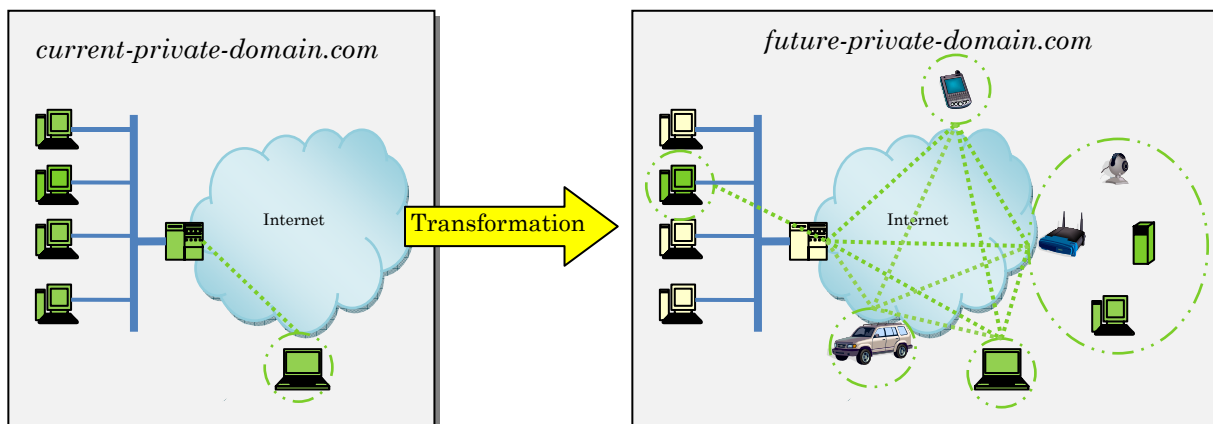 current-private-domain.com
Internet
Transformation
future-private-domain.com
Internet